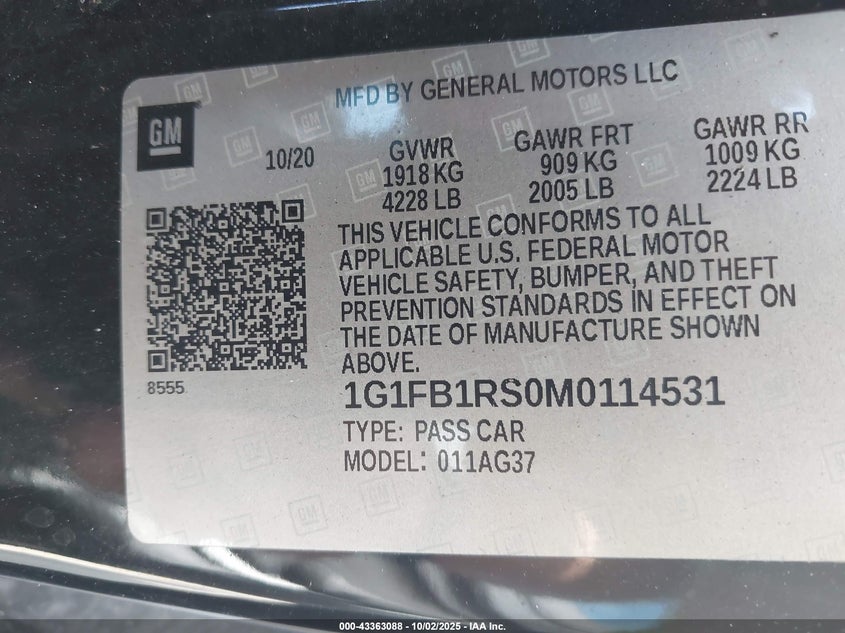 MFD BY GENERAL MOTORS LLC
GM
10/20
GVWR
1918 KG
4228 LB
GAWR FRT
909 KG
2005 LB
GAWR RR
1009 KG
2224 LB
THIS VEHICLE CONFORMS TO ALL
APPLICABLE U.S. FEDERAL MOTOR
VEHICLE SAFETY, BUMPER, AND THEFT
PREVENTION STANDARDS IN EFFECT ON
THE DATE OF MANUFACTURE SHOWN
ABOVE.
8555
1G1FB1RS0M0114531
TYPE: PASS CAR
MODEL: 011AG37
000-43363088 - 10/02/2025 - IAA Inc.